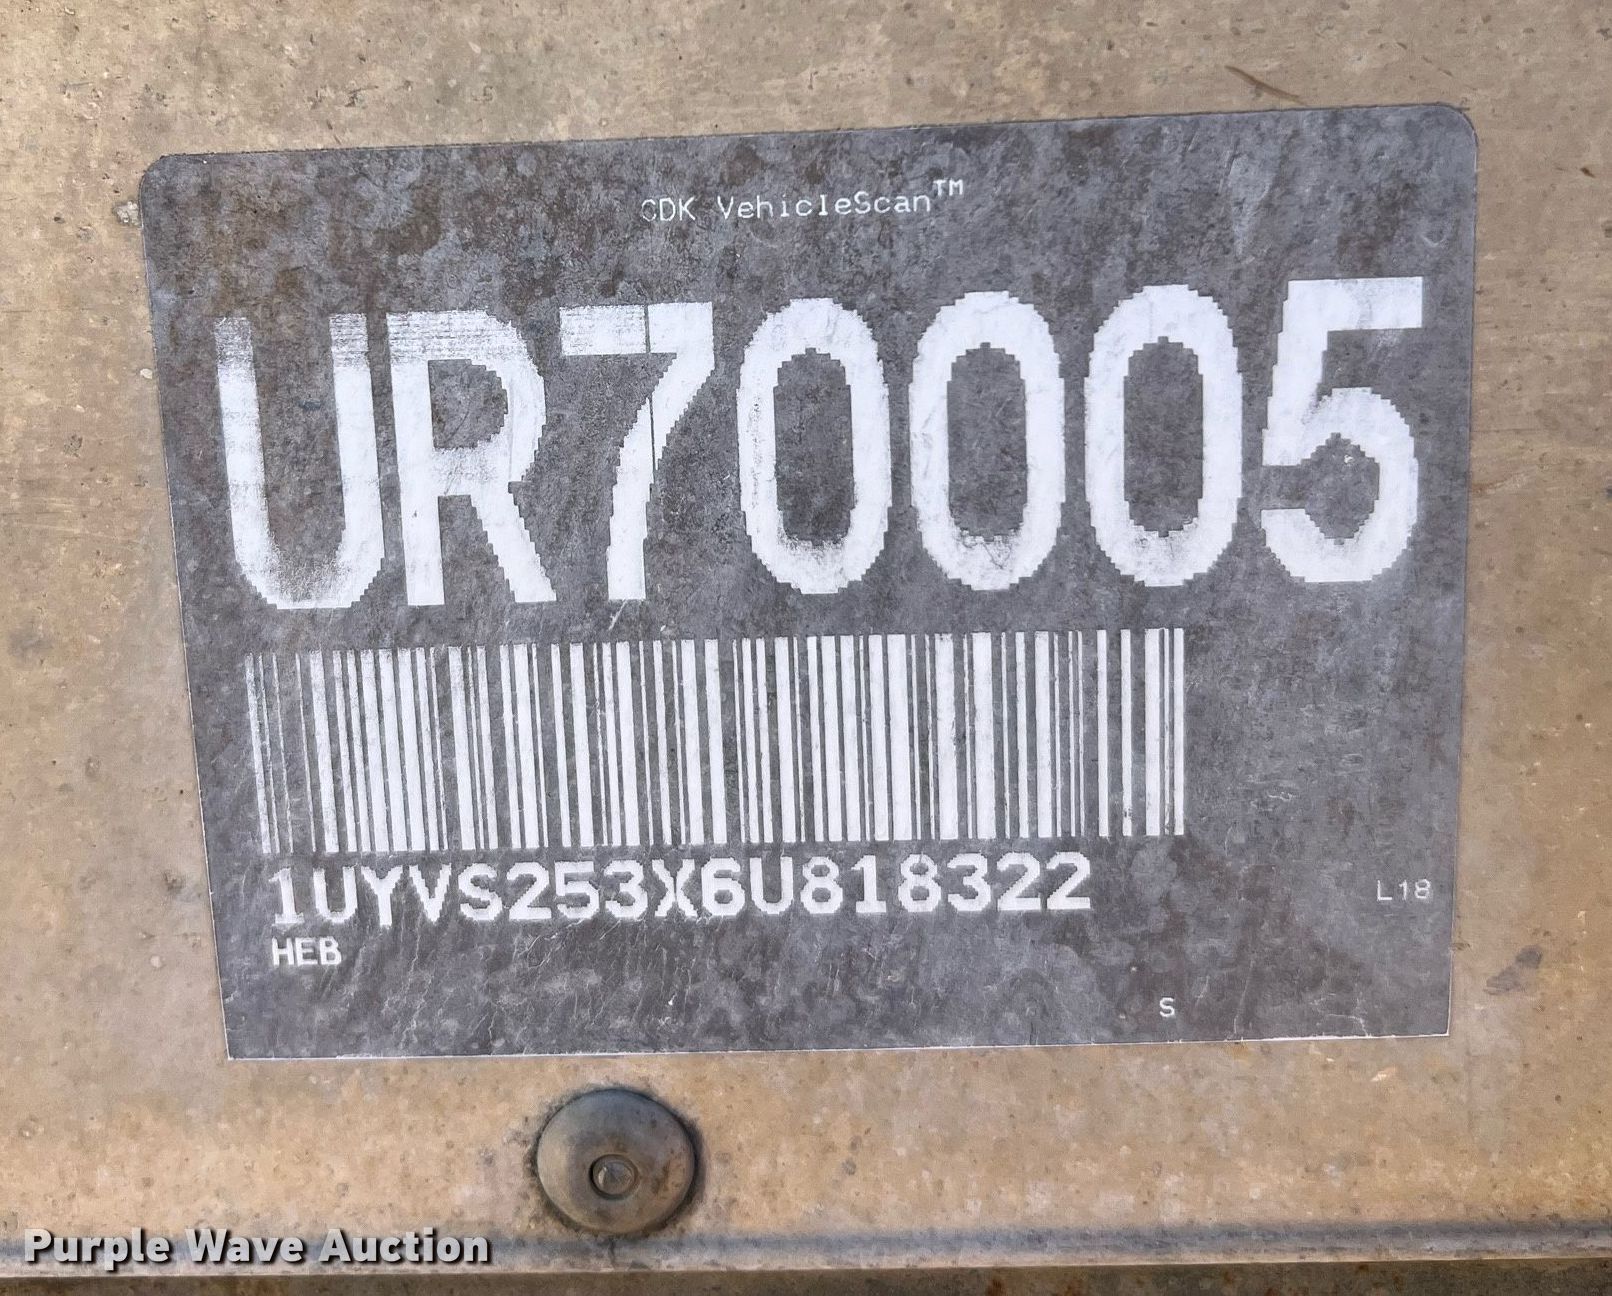 CDK VehicleScan™
UR70005
1UYVS253X6U818322
L18
HEB
S
Purple Wave Auction